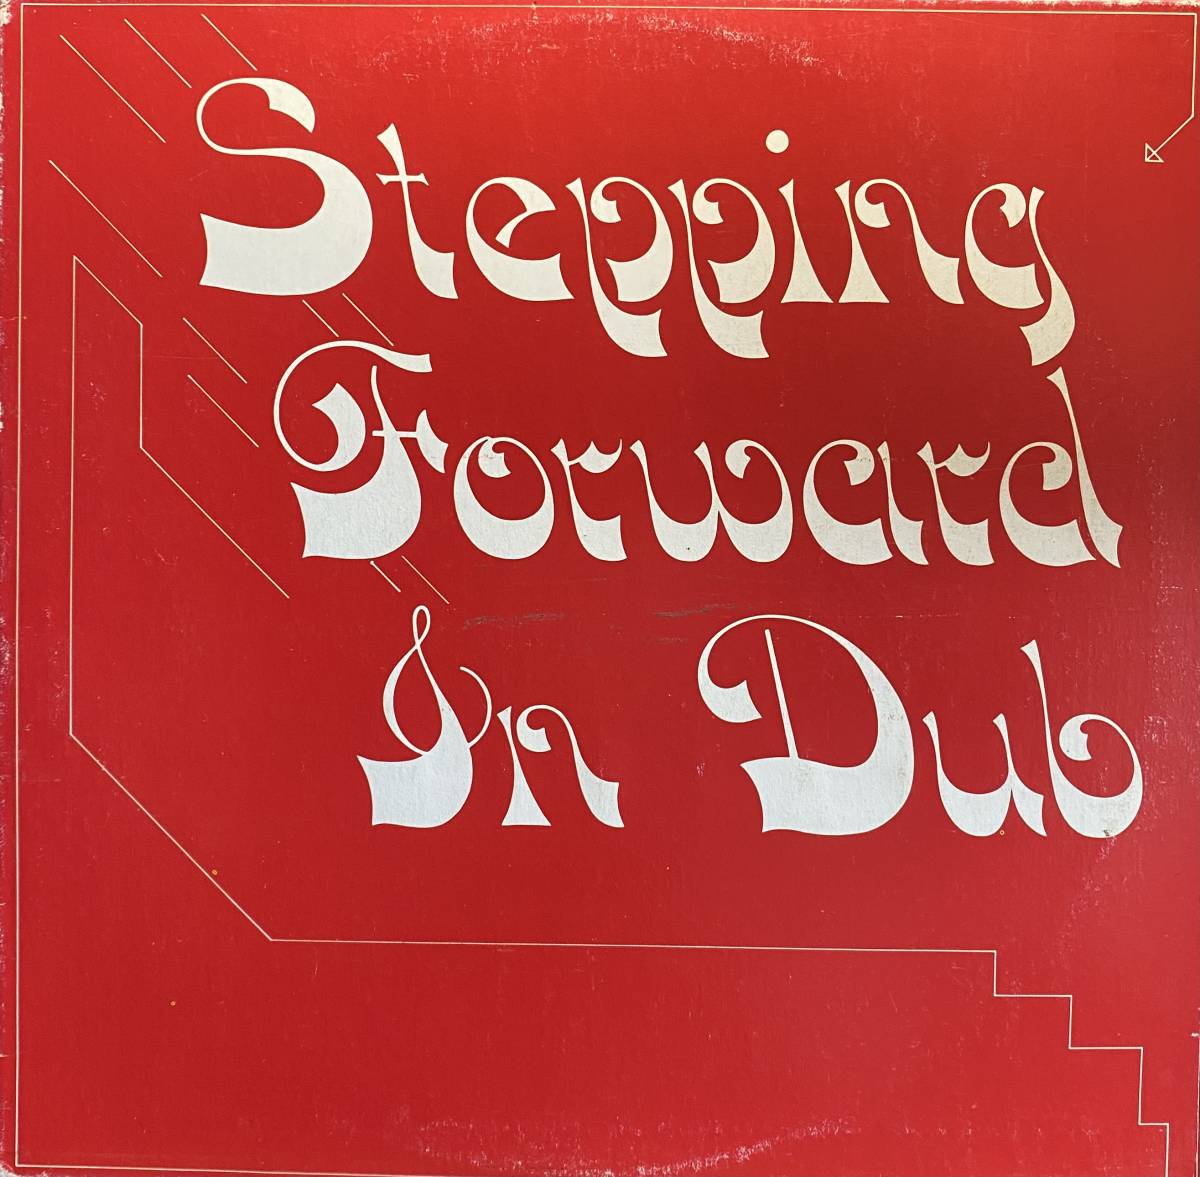 Stepping
Forward
In Dub